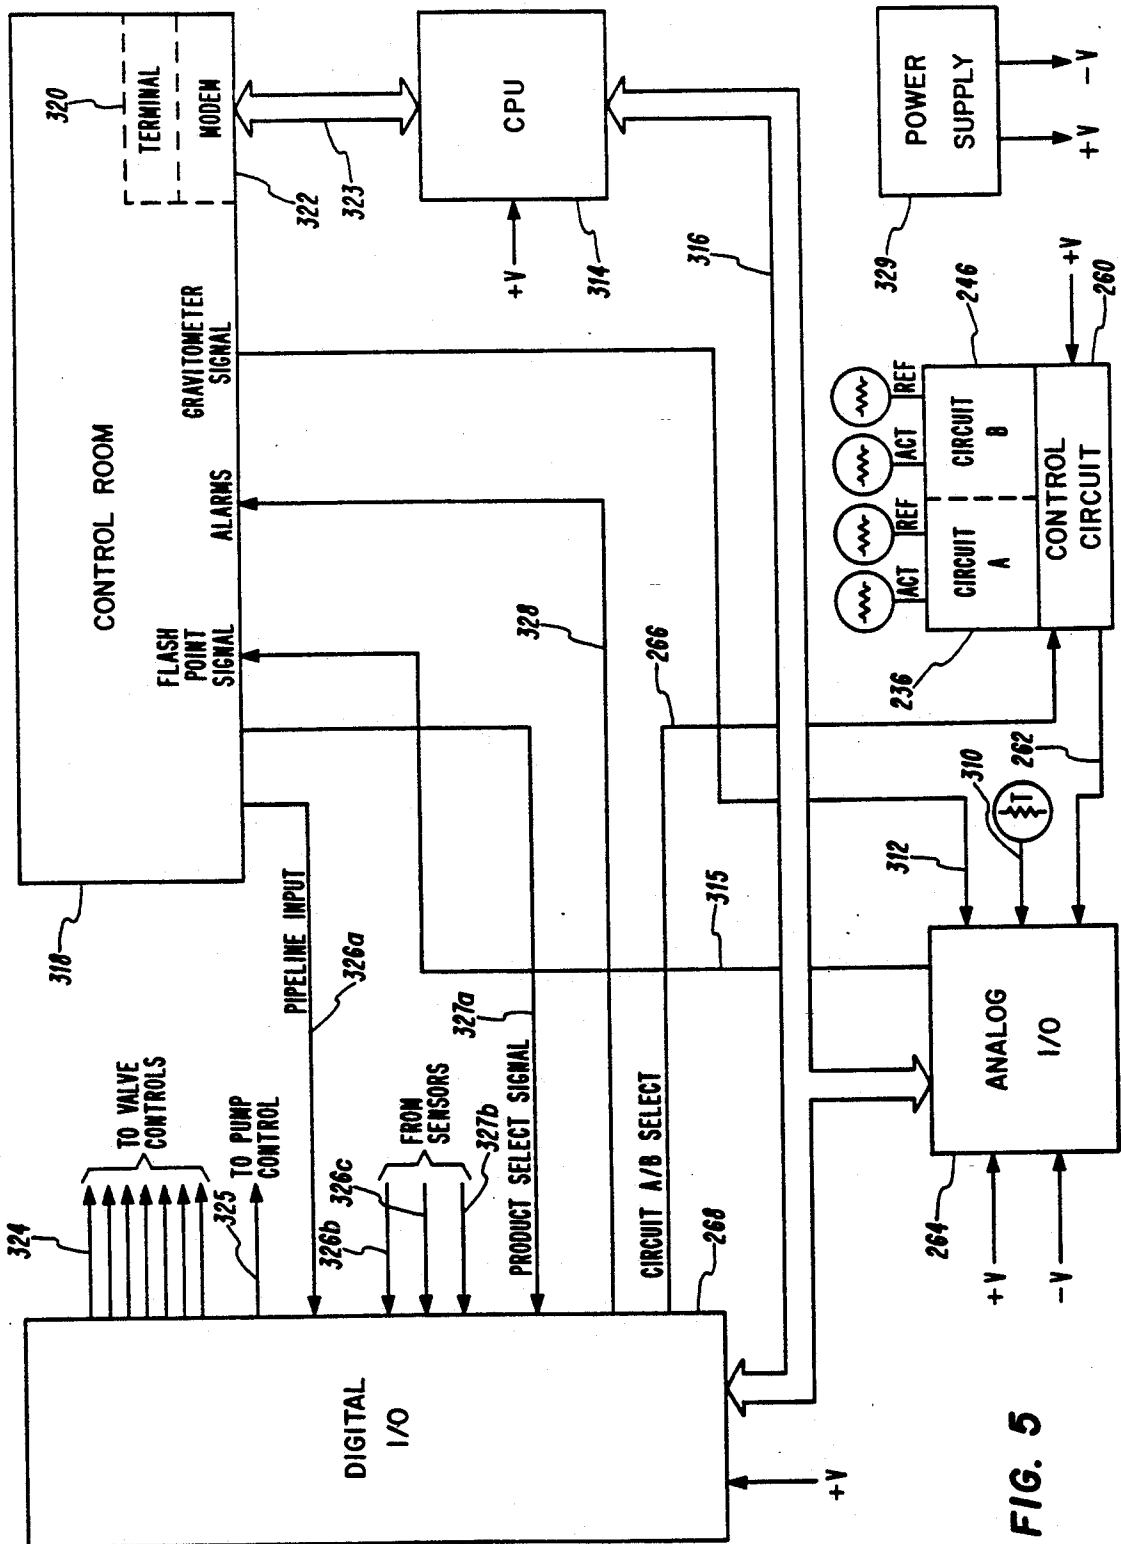 320
TERMINAL
MODEM
322
323
CPU
+V
314
316
POWER
SUPPLY
329
+V
-V
CONTROL ROOM
318
GRAVITOMETER
SIGNAL
ALARMS
FLASH
POINT
SIGNAL
328
266
315
312
310
T
262
ACT
REF
ACT
REF
CIRCUIT
A
CIRCUIT
B
CONTROL
CIRCUIT
236
246
+V
260
TO VALVE
CONTROLS
324
TO PUMP
CONTROL
325
PIPELINE INPUT
326a
FROM
SENSORS
326b
326c
327b
PRODUCT SELECT SIGNAL
327a
CIRCUIT A/B SELECT
268
DIGITAL
I/O
+V
ANALOG
I/O
264
+V
-V
FIG. 5